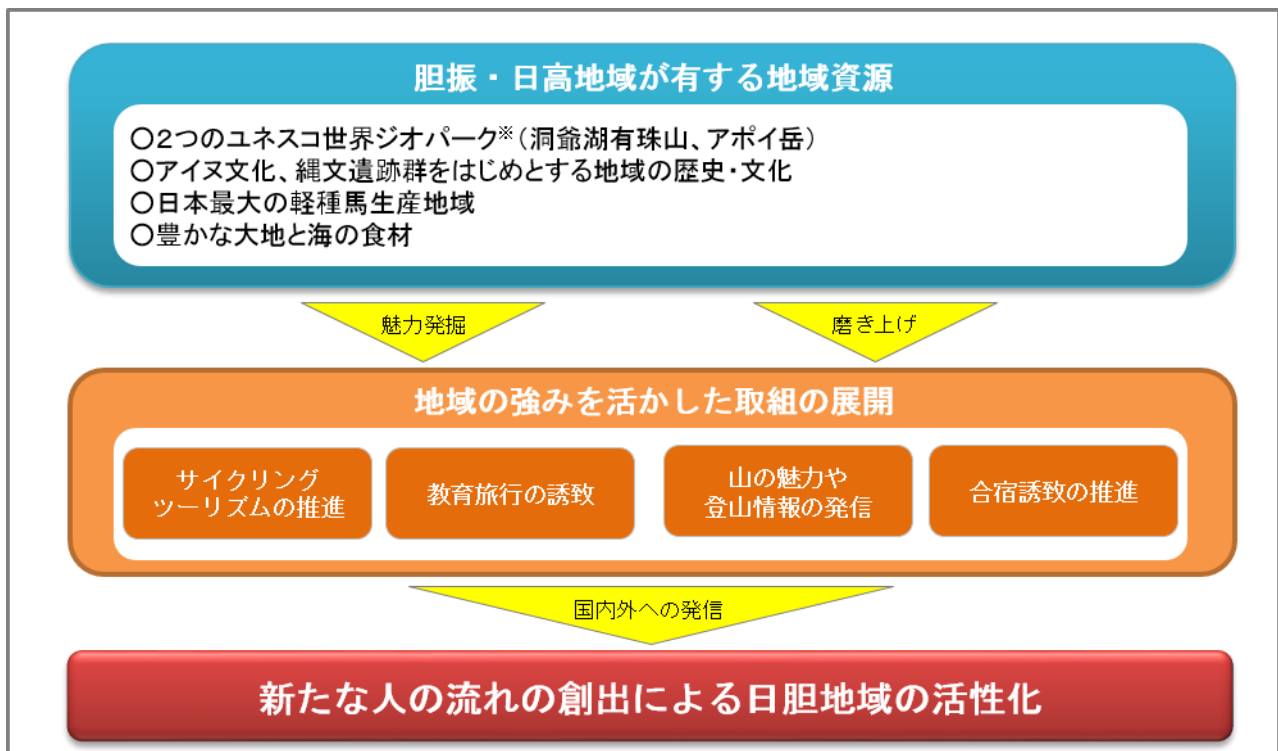 胆振・日高地域が有する地域資源
○2つのユネスコ世界ジオパーク※(洞爺湖有珠山、アポイ岳)
○アイヌ文化、縄文遺跡群をはじめとする地域の歴史・文化
○日本最大の軽種馬生産地域
○豊かな大地と海の食材
魅力発掘
磨き上げ
地域の強みを活かした取組の展開
サイクリング
ツーリズムの推進
教育旅行の誘致
山の魅力や
登山情報の発信
合宿誘致の推進
国内外への発信
新たな人の流れの創出による日胆地域の活性化